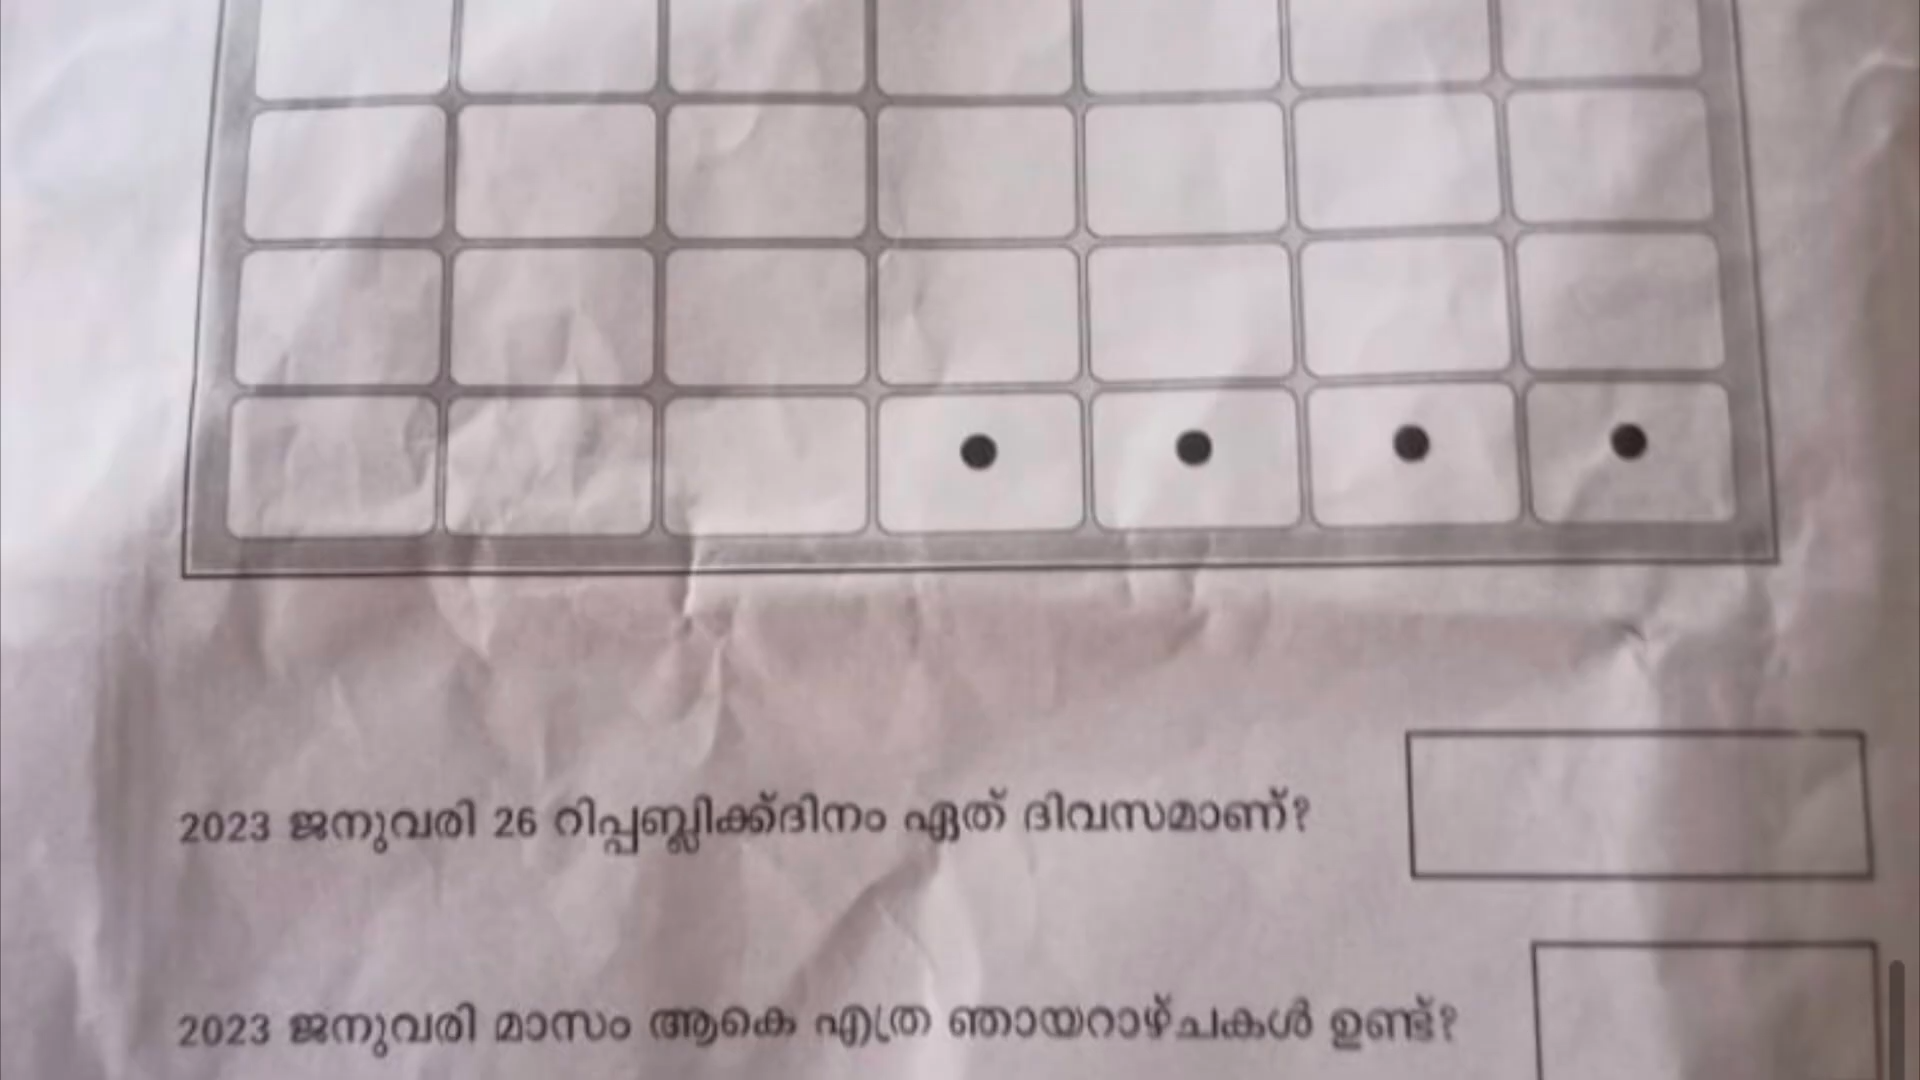 2023 ജനുവരി 26 റിപ്പബ്ലിക്ക്ദിനം ഏത് ദിവസമാണ്?
2023 ജനുവരി മാസം ആകെ എത്ര ഞായറാഴ്ചകൾ ഉണ്ട്?